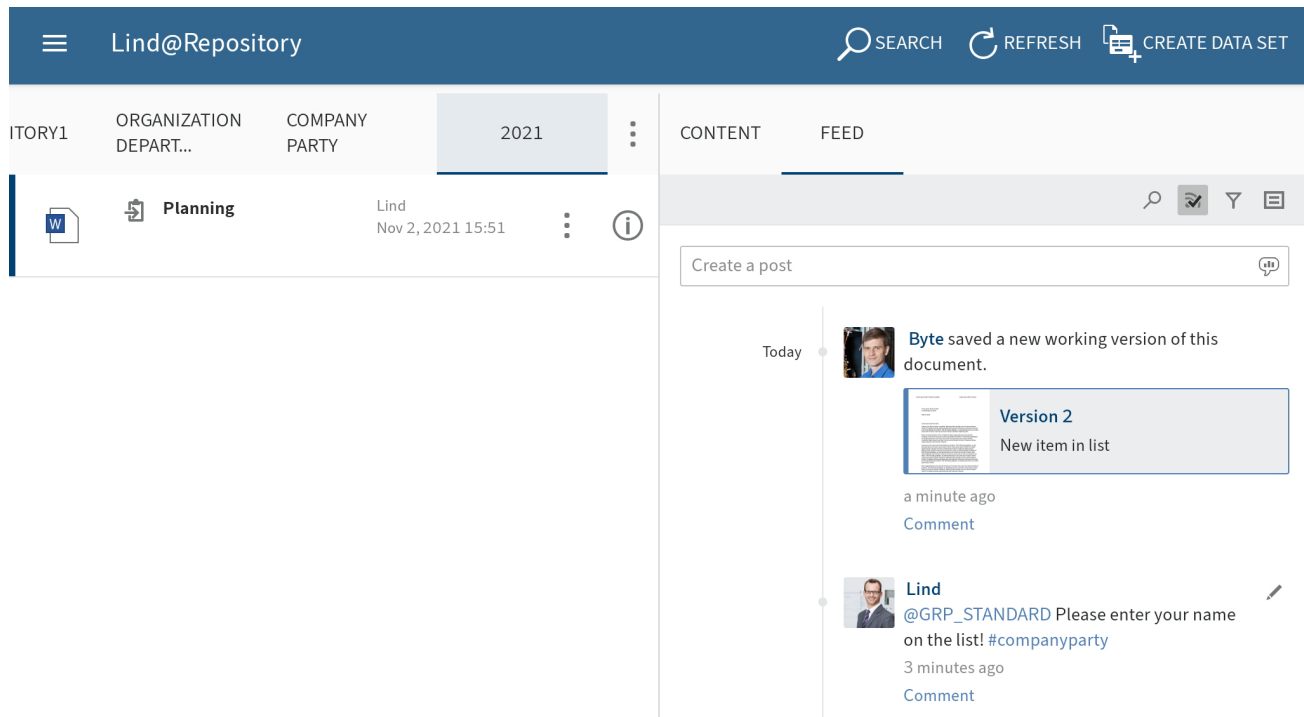 Lind@Repository
SEARCH
REFRESH
CREATE DATA SET
ITORY1
ORGANIZATION
DEPART...
COMPANY
PARTY
2021
CONTENT
FEED
W
Planning
Lind
Nov 2, 2021 15:51
Create a post
Today
Byte saved a new working version of this
document.
Version 2
New item in list
a minute ago
Comment
Lind
@GRP_STANDARD Please enter your name
on the list! #companyparty
3 minutes ago
Comment